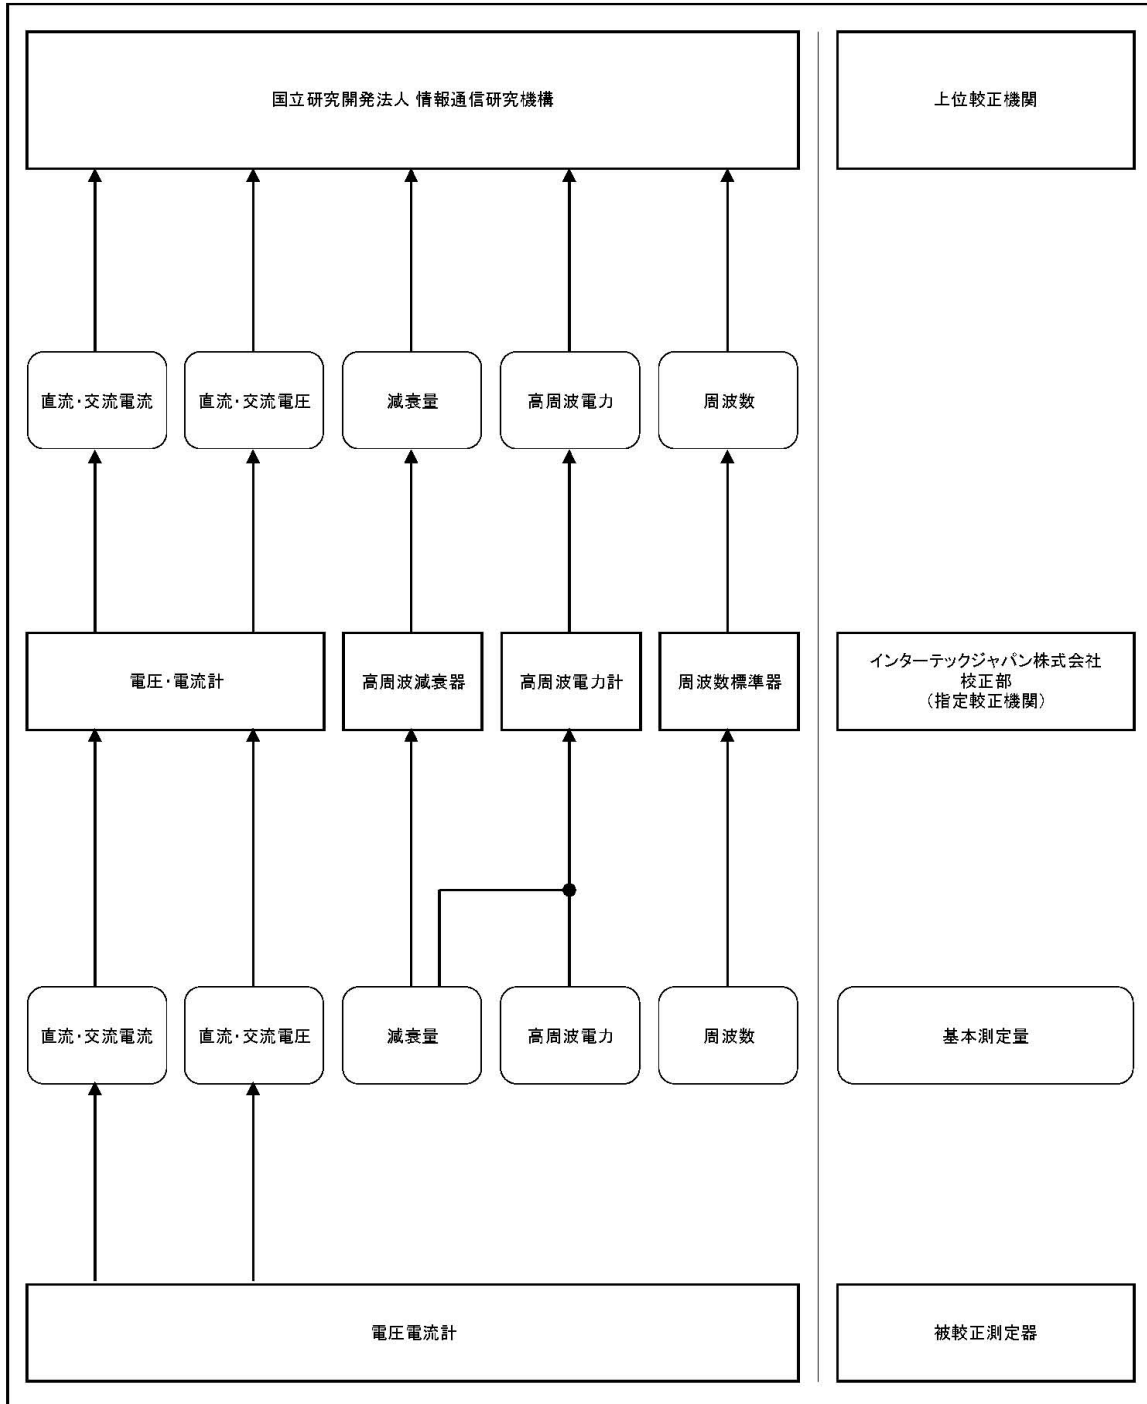 国立研究開発法人 情報通信研究機構
上位較正機関
直流・交流電流
直流・交流電圧
減衰量
高周波電力
周波数
電圧・電流計
高周波減衰器
高周波電力計
周波数標準器
インターテックジャパン株式会社
校正部
（指定較正機関）
直流・交流電流
直流・交流電圧
減衰量
高周波電力
周波数
基本測定量
電圧電流計
被較正測定器